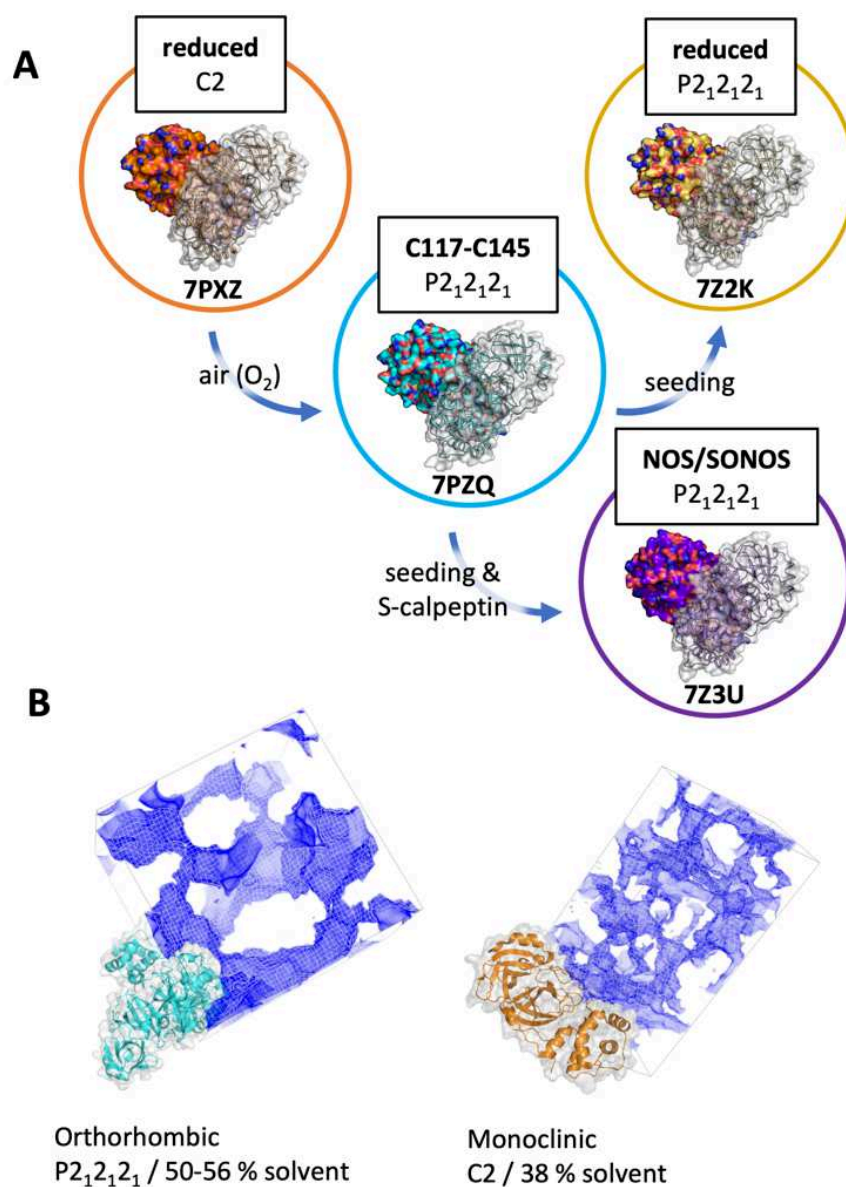 A
reduced
C2
7PXZ
reduced
P2₁2₁2₁
7Z2K
air (O₂)
C117-C145
P2₁2₁2₁
7PZQ
seeding
NOS/SONOS
P2₁2₁2₁
7Z3U
seeding &
S-calpeptin
B
Orthorhombic
P2₁2₁2₁ / 50-56 % solvent
Monoclinic
C2 / 38 % solvent